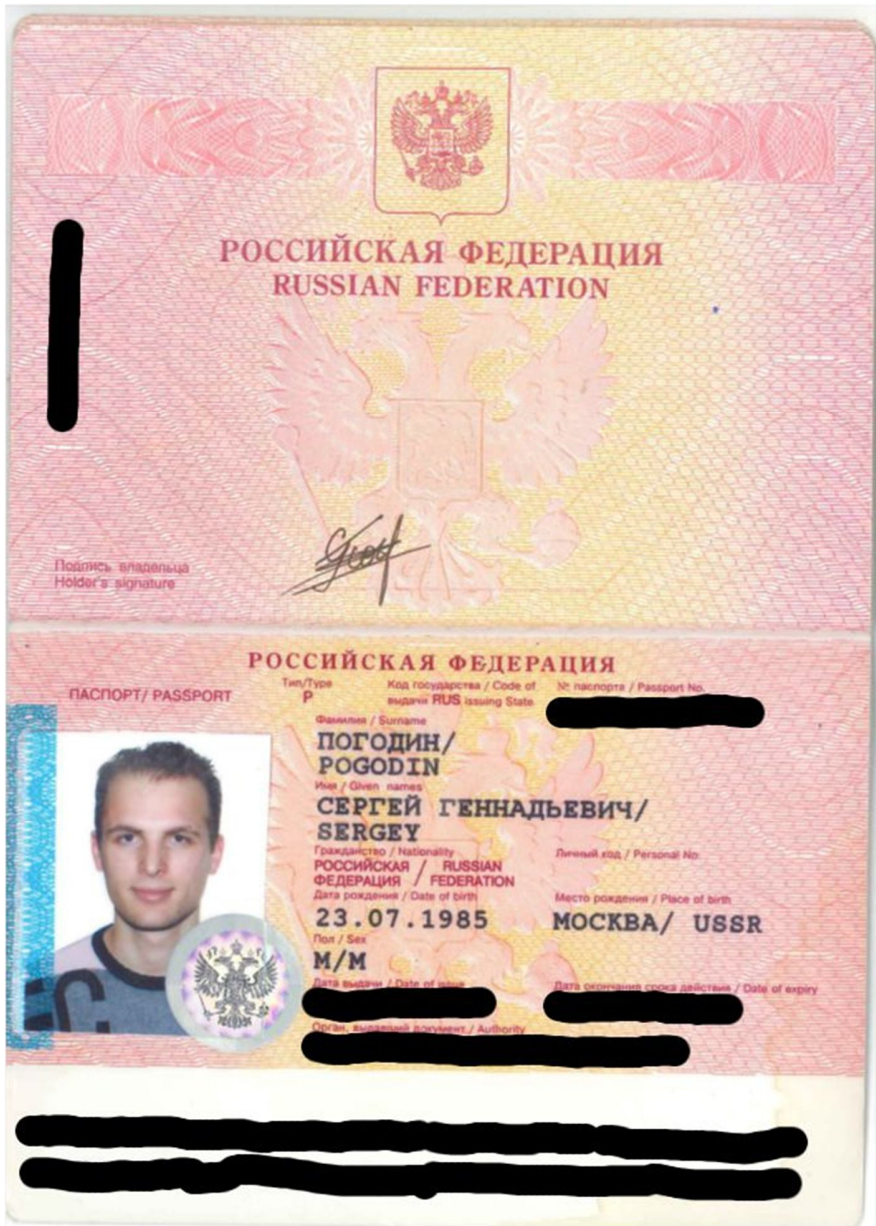 РОССИЙСКАЯ ФЕДЕРАЦИЯ
RUSSIAN FEDERATION
Подпись владельца
Holder's signature
РОССИЙСКАЯ ФЕДЕРАЦИЯ
ПАСПОРТ/ PASSPORT
Тип/Type
P
Код государства / Code of
выдачи RUS issuing State
№ паспорта / Passport No.
Фамилия / Surname
ПОГОДИН/
POGODIN
Имя / Given names
СЕРГЕЙ ГЕННАДЬЕВИЧ/
SERGEY
Гражданство / Nationality
РОССИЙСКАЯ / RUSSIAN
ФЕДЕРАЦИЯ / FEDERATION
Личный код / Personal No.
Дата рождения / Date of birth
23.07.1985
Место рождения / Place of birth
МОСКВА/ USSR
Пол / Sex
М/M
Дата выдачи / Date of issue
Дата окончания срока действия / Date of expiry
Орган, выдавший документ / Authority